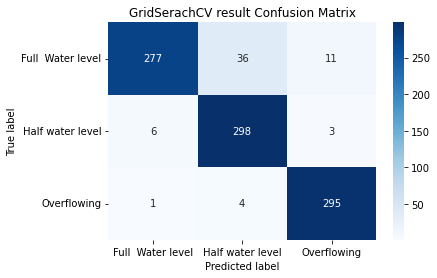 GridSerachCV result Confusion Matrix
True label
Full  Water level
277 36 11
Half water level
6 298 3
Overflowing
1 4 295
Full  Water level Half water level Overflowing
Predicted label
250
200
150
100
50